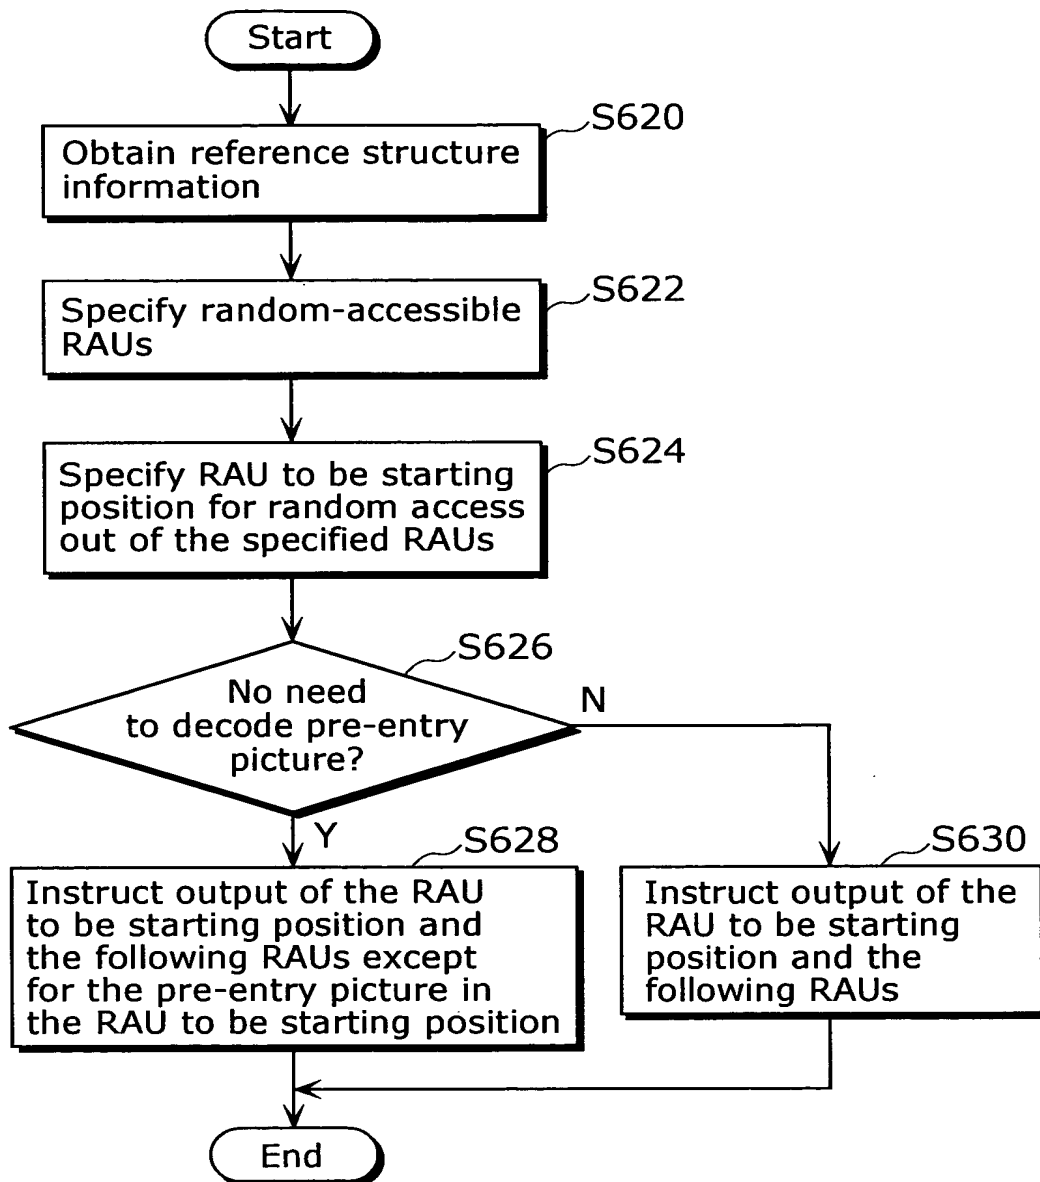 Start
S620
Obtain reference structure
information
S622
Specify random-accessible
RAUs
S624
Specify RAU to be starting
position for random access
out of the specified RAUs
S626
No need
to decode pre-entry
picture?
N
Y
S628
Instruct output of the RAU
to be starting position and
the following RAUs except
for the pre-entry picture in
the RAU to be starting position
S630
Instruct output of the
RAU to be starting
position and the
following RAUs
End